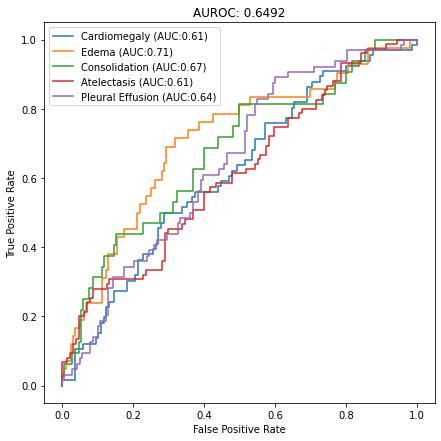 AUROC: 0.6492
Cardiomegaly (AUC:0.61)
Edema (AUC:0.71)
Consolidation (AUC:0.67)
Atelectasis (AUC:0.61)
Pleural Effusion (AUC:0.64)
True Positive Rate
1.0
0.8
0.6
0.4
0.2
0.0
0.0 0.2 0.4 0.6 0.8 1.0
False Positive Rate